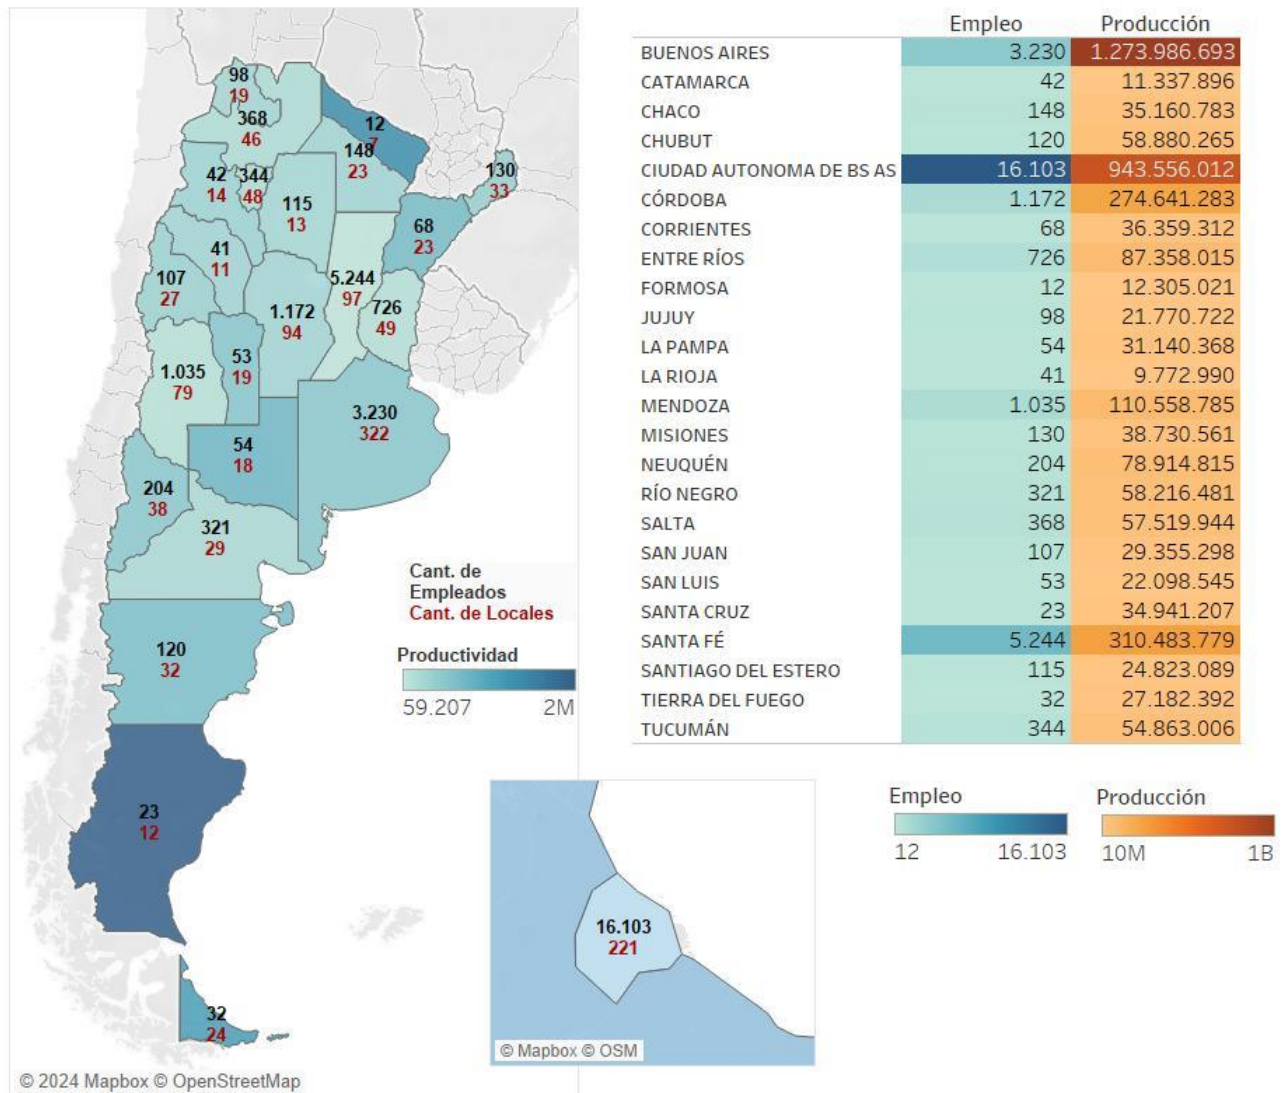 98
19
368
46
12
7
148
23
130
33
42
14
344
48
115
13
68
23
41
11
107
27
5.244
97
1.172
94
726
49
53
19
1.035
79
3.230
322
54
18
204
38
321
29
120
32
23
12
32
24
Cant. de
Empleados
Cant. de Locales
Productividad
59.207 2M
© 2024 Mapbox © OpenStreetMap
Empleo Producción
BUENOS AIRES 3.230 1.273.986.693
CATAMARCA 42 11.337.896
CHACO 148 35.160.783
CHUBUT 120 58.880.265
CIUDAD AUTONOMA DE BS AS 16.103 943.556.012
CÓRDOBA 1.172 274.641.283
CORRIENTES 68 36.359.312
ENTRE RÍOS 726 87.358.015
FORMOSA 12 12.305.021
JUJUY 98 21.770.722
LA PAMPA 54 31.140.368
LA RIOJA 41 9.772.990
MENDOZA 1.035 110.558.785
MISIONES 130 38.730.561
NEUQUÉN 204 78.914.815
RÍO NEGRO 321 58.216.481
SALTA 368 57.519.944
SAN JUAN 107 29.355.298
SAN LUIS 53 22.098.545
SANTA CRUZ 23 34.941.207
SANTA FÉ 5.244 310.483.779
SANTIAGO DEL ESTERO 115 24.823.089
TIERRA DEL FUEGO 32 27.182.392
TUCUMÁN 344 54.863.006
16.103
221
© Mapbox © OSM
Empleo
12 16.103
Producción
10M 1B